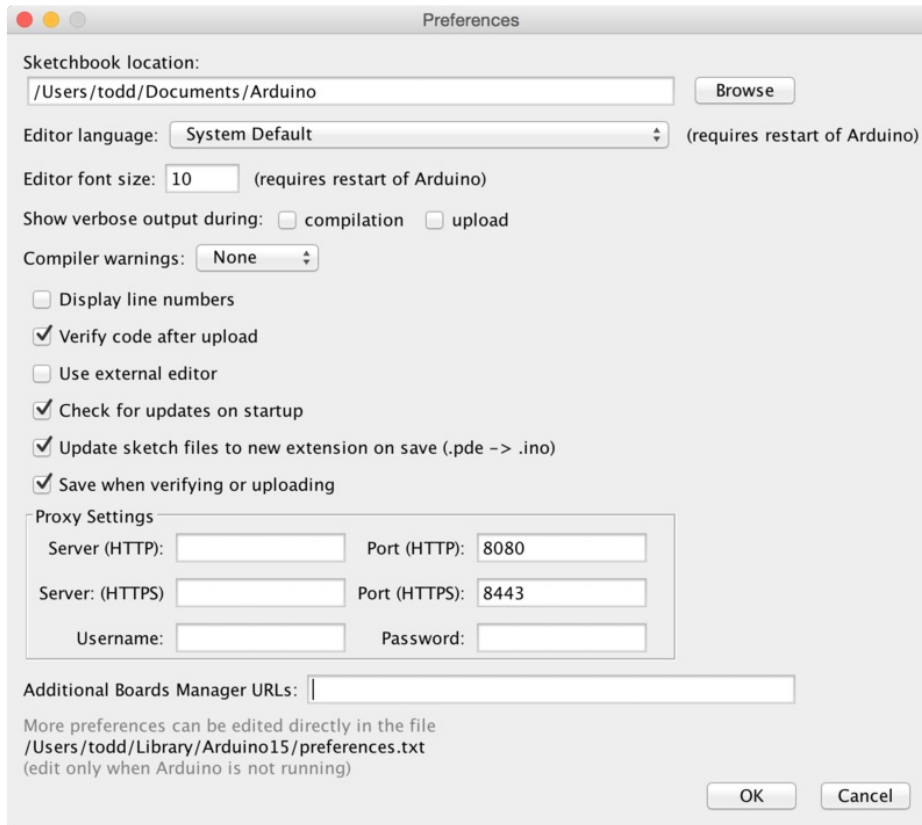 Preferences
Sketchbook location:
/Users/todd/Documents/Arduino
Browse
Editor language: System Default (requires restart of Arduino)
Editor font size: 10 (requires restart of Arduino)
Show verbose output during: compilation upload
Compiler warnings: None
Display line numbers
Verify code after upload
Use external editor
Check for updates on startup
Update sketch files to new extension on save (.pde -> .ino)
Save when verifying or uploading
Proxy Settings
Server (HTTP): Port (HTTP): 8080
Server: (HTTPS) Port (HTTPS): 8443
Username: Password:
Additional Boards Manager URLs:
More preferences can be edited directly in the file
/Users/todd/Library/Arduino15/preferences.txt
(edit only when Arduino is not running)
OK Cancel